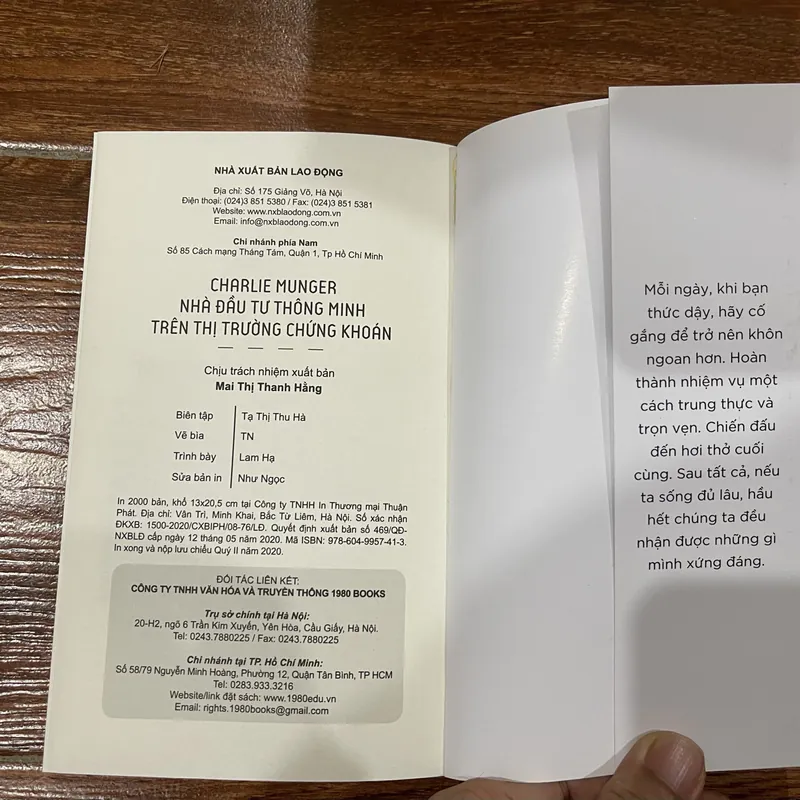 NHÀ XUẤT BẢN LAO ĐỘNG
Địa chỉ: Số 175 Giảng Võ, Hà Nội
Điện thoại: (024)3 851 5380 / Fax: (024)3 851 5381
Website: www.nxblaodong.com.vn
Email: info@nxblaodong.com.vn
Chi nhánh phía Nam
Số 85 Cách mạng Tháng Tám, Quận 1, Tp Hồ Chí Minh
CHARLIE MUNGER
NHÀ ĐẦU TƯ THÔNG MINH
TRÊN THỊ TRƯỜNG CHỨNG KHOÁN
Chịu trách nhiệm xuất bản
Mai Thị Thanh Hằng
Biên tập Tạ Thị Thu Hà
Vẽ bìa TN
Trình bày Lam Hạ
Sửa bản in Như Ngọc
In 2000 bản, khổ 13x20,5 cm tại Công ty TNHH In Thương mại Thuận
Phát. Địa chỉ: Văn Trì, Minh Khai, Bắc Từ Liêm, Hà Nội. Số xác nhận
ĐKXB: 1500-2020/CXBIPH/08-76/LĐ. Quyết định xuất bản số 469/QĐ-
NXBLĐ cấp ngày 12 tháng 05 năm 2020. Mã ISBN: 978-604-9957-41-3.
In xong và nộp lưu chiểu Quý II năm 2020.
ĐỐI TÁC LIÊN KẾT:
CÔNG TY TNHH VĂN HÓA VÀ TRUYỀN THÔNG 1980 BOOKS
Trụ sở chính tại Hà Nội:
20-H2, ngõ 6 Trần Kim Xuyến, Yên Hòa, Cầu Giấy, Hà Nội.
Tel: 0243.7880225 / Fax: 0243.7880225
Chi nhánh tại TP. Hồ Chí Minh:
Số 58/79 Nguyễn Minh Hoàng, Phường 12, Quận Tân Bình, TP HCM
Tel: 0283.933.3216
Website/link đặt sách: www.1980edu.vn
Email: rights.1980books@gmail.com
Mỗi ngày, khi bạn
thức dậy, hãy cố
gắng để trở nên khôn
ngoan hơn. Hoàn
thành nhiệm vụ một
cách trung thực và
trọn vẹn. Chiến đấu
đến hơi thở cuối
cùng. Sau tất cả, nếu
ta sống đủ lâu, hầu
hết chúng ta đều
nhận được những gì
mình xứng đáng.